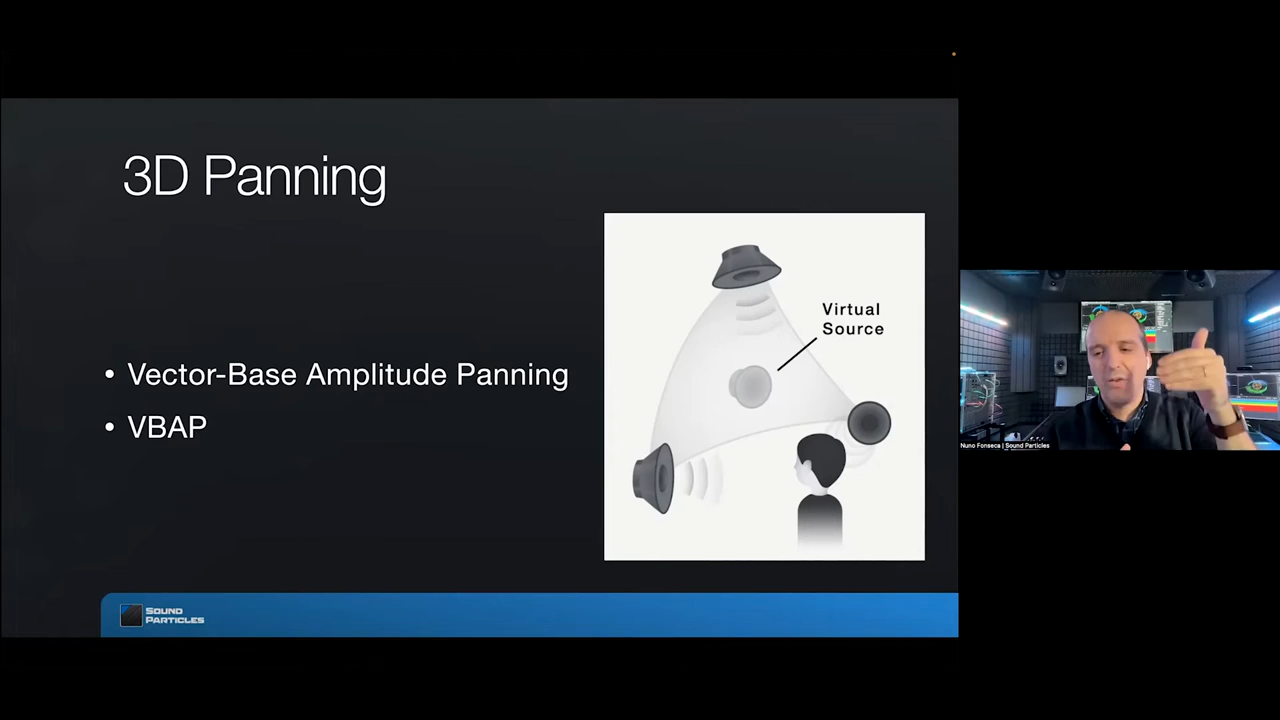 3D Panning
• Vector-Base Amplitude Panning
• VBAP
Virtual
Source
SOUND
PARTICLES
Nuno Fonseca | Sound Particles